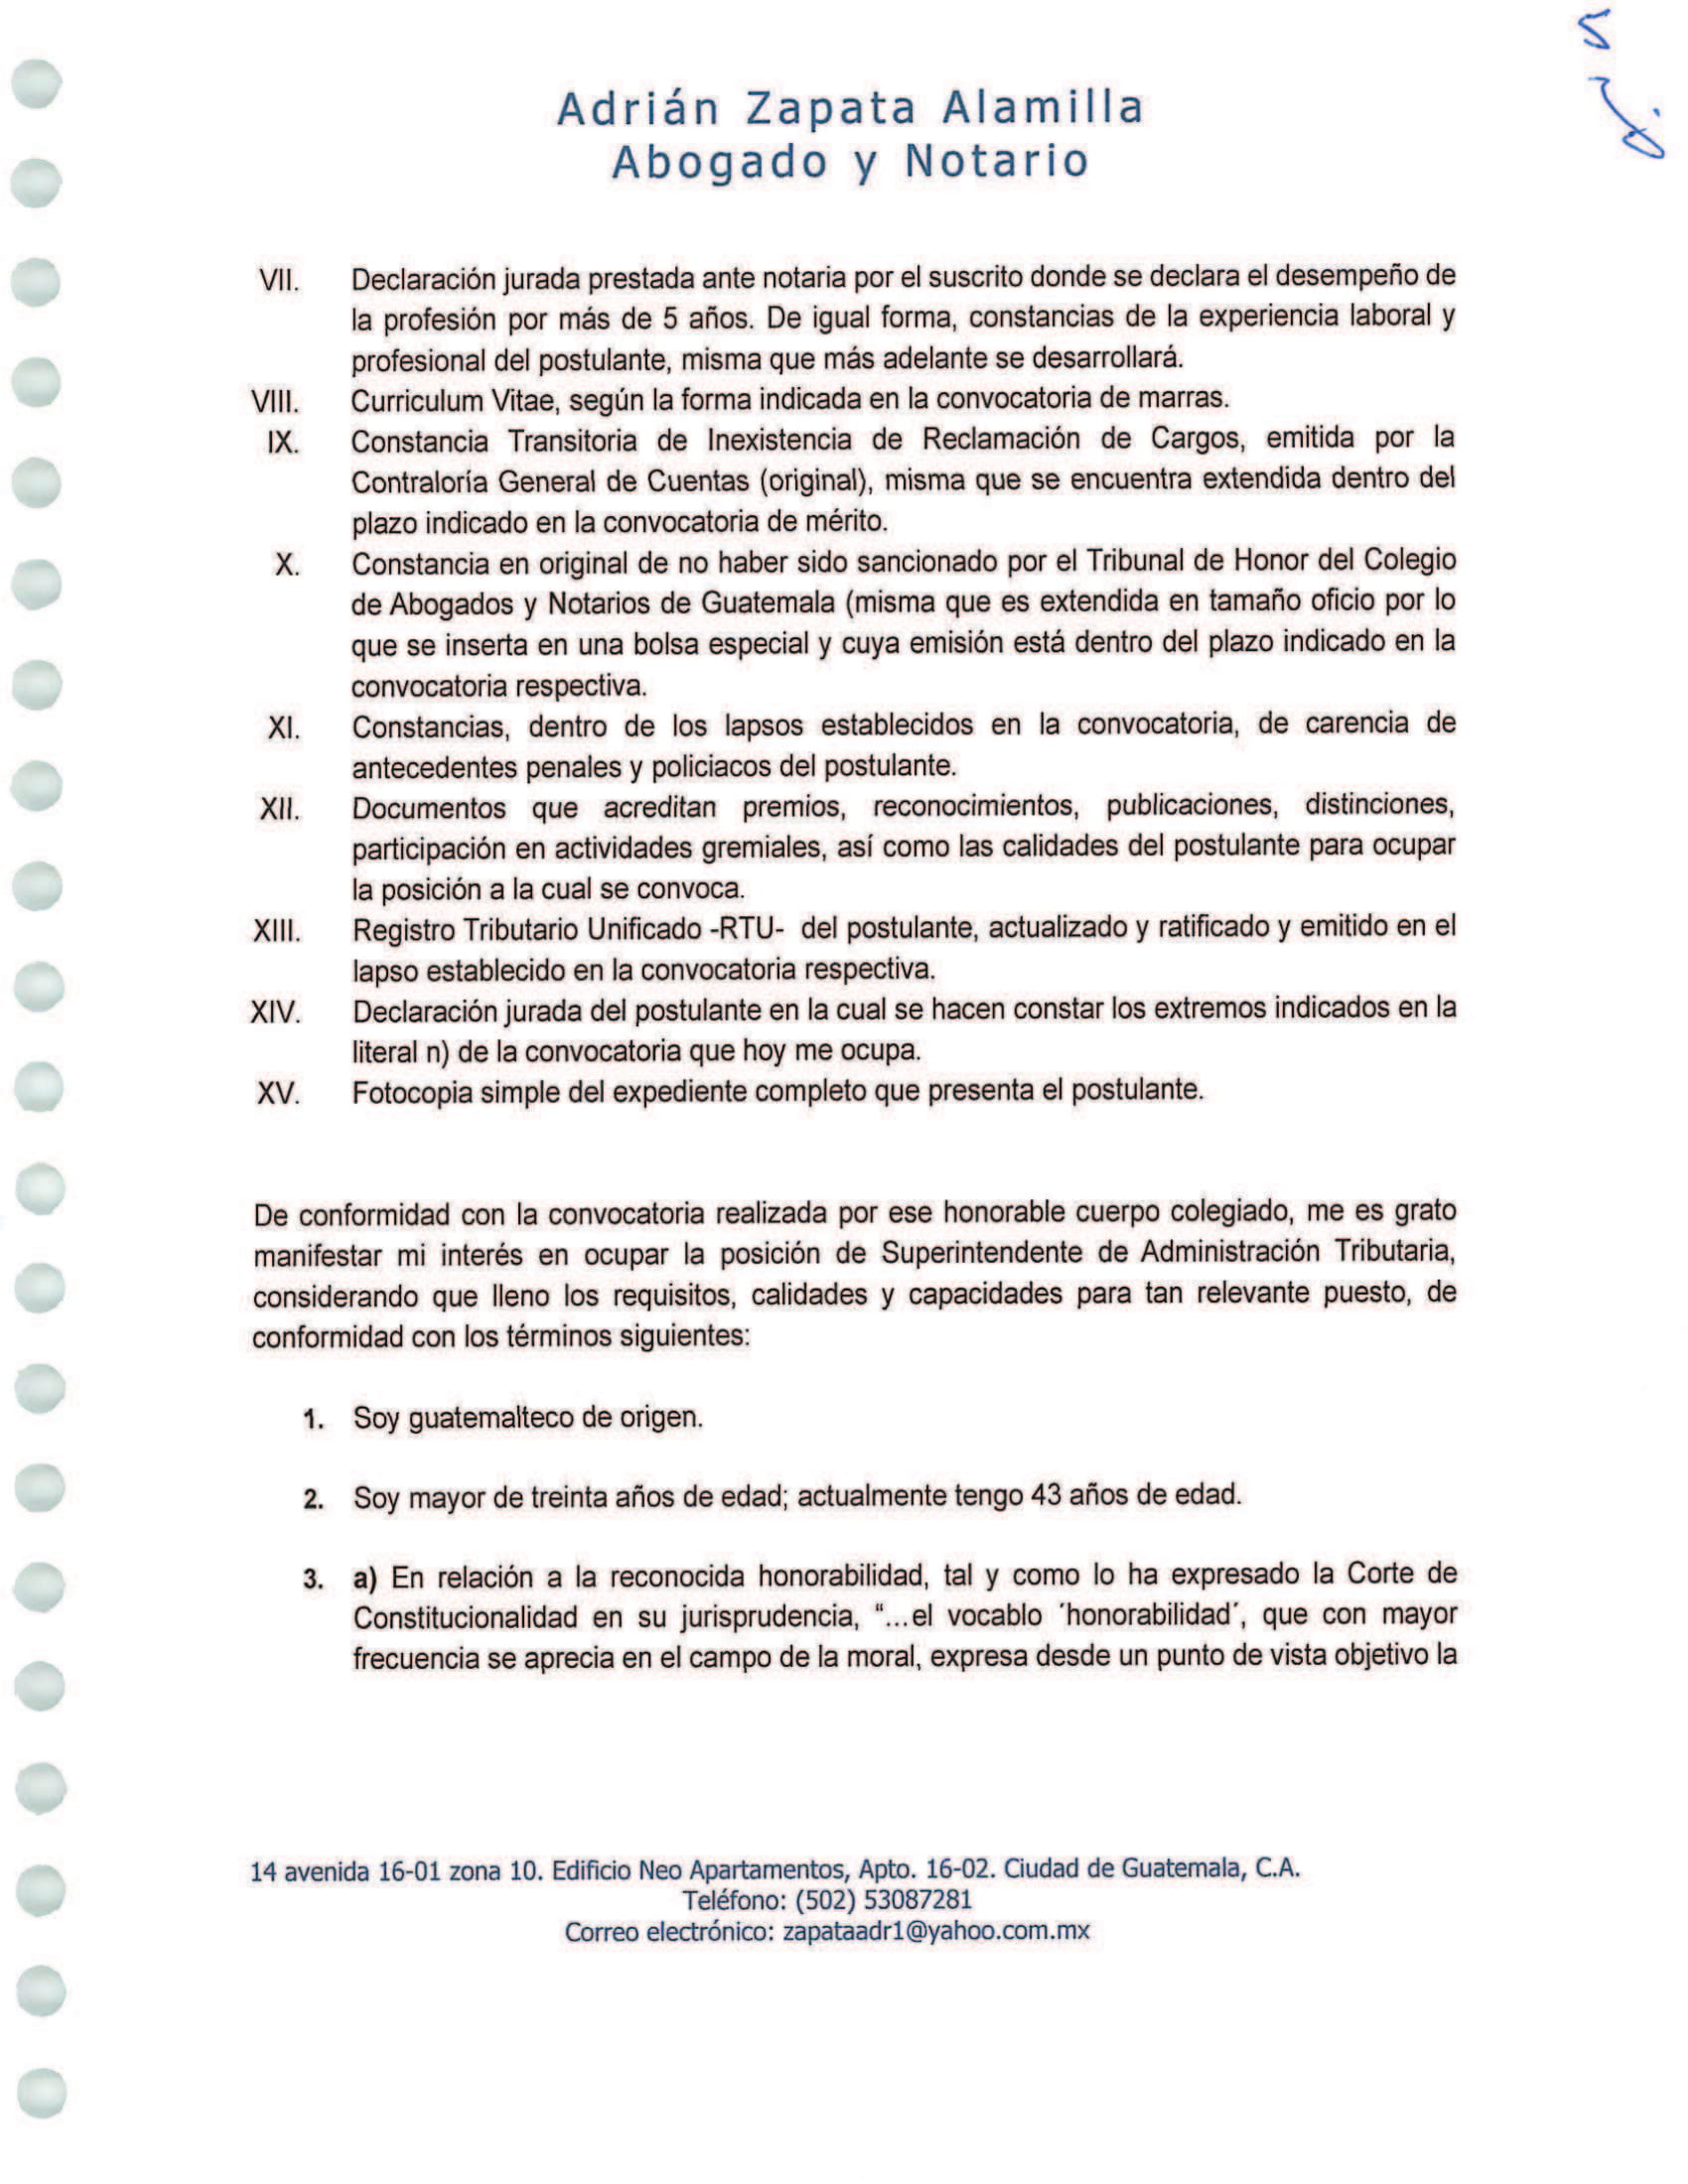 Adrián Zapata Alamilla
Abogado y Notario
VII. Declaración jurada prestada ante notaria por el suscrito donde se declara el desempeño de
la profesión por más de 5 años. De igual forma, constancias de la experiencia laboral y
profesional del postulante, misma que más adelante se desarrollará.
VIII. Curriculum Vitae, según la forma indicada en la convocatoria de marras.
IX. Constancia Transitoria de Inexistencia de Reclamación de Cargos, emitida por la
Contraloría General de Cuentas (original), misma que se encuentra extendida dentro del
plazo indicado en la convocatoria de mérito.
X. Constancia en original de no haber sido sancionado por el Tribunal de Honor del Colegio
de Abogados y Notarios de Guatemala (misma que es extendida en tamaño oficio por lo
que se inserta en una bolsa especial y cuya emisión está dentro del plazo indicado en la
convocatoria respectiva.
XI. Constancias, dentro de los lapsos establecidos en la convocatoria, de carencia de
antecedentes penales y policiacos del postulante.
XII. Documentos que acreditan premios, reconocimientos, publicaciones, distinciones,
participación en actividades gremiales, así como las calidades del postulante para ocupar
la posición a la cual se convoca.
XIII. Registro Tributario Unificado -RTU- del postulante, actualizado y ratificado y emitido en el
lapso establecido en la convocatoria respectiva.
XIV. Declaración jurada del postulante en la cual se hacen constar los extremos indicados en la
literal n) de la convocatoria que hoy me ocupa.
XV. Fotocopia simple del expediente completo que presenta el postulante.
De conformidad con la convocatoria realizada por ese honorable cuerpo colegiado, me es grato
manifestar mi interés en ocupar la posición de Superintendente de Administración Tributaria,
considerando que lleno los requisitos, calidades y capacidades para tan relevante puesto, de
conformidad con los términos siguientes:
1. Soy guatemalteco de origen.
2. Soy mayor de treinta años de edad; actualmente tengo 43 años de edad.
3. a) En relación a la reconocida honorabilidad, tal y como lo ha expresado la Corte de
Constitucionalidad en su jurisprudencia, “...el vocablo ´honorabilidad´, que con mayor
frecuencia se aprecia en el campo de la moral, expresa desde un punto de vista objetivo la
14 avenida 16-01 zona 10. Edificio Neo Apartamentos, Apto. 16-02. Ciudad de Guatemala, C.A.
Teléfono: (502) 53087281
Correo electrónico: zapataadr1@yahoo.com.mx